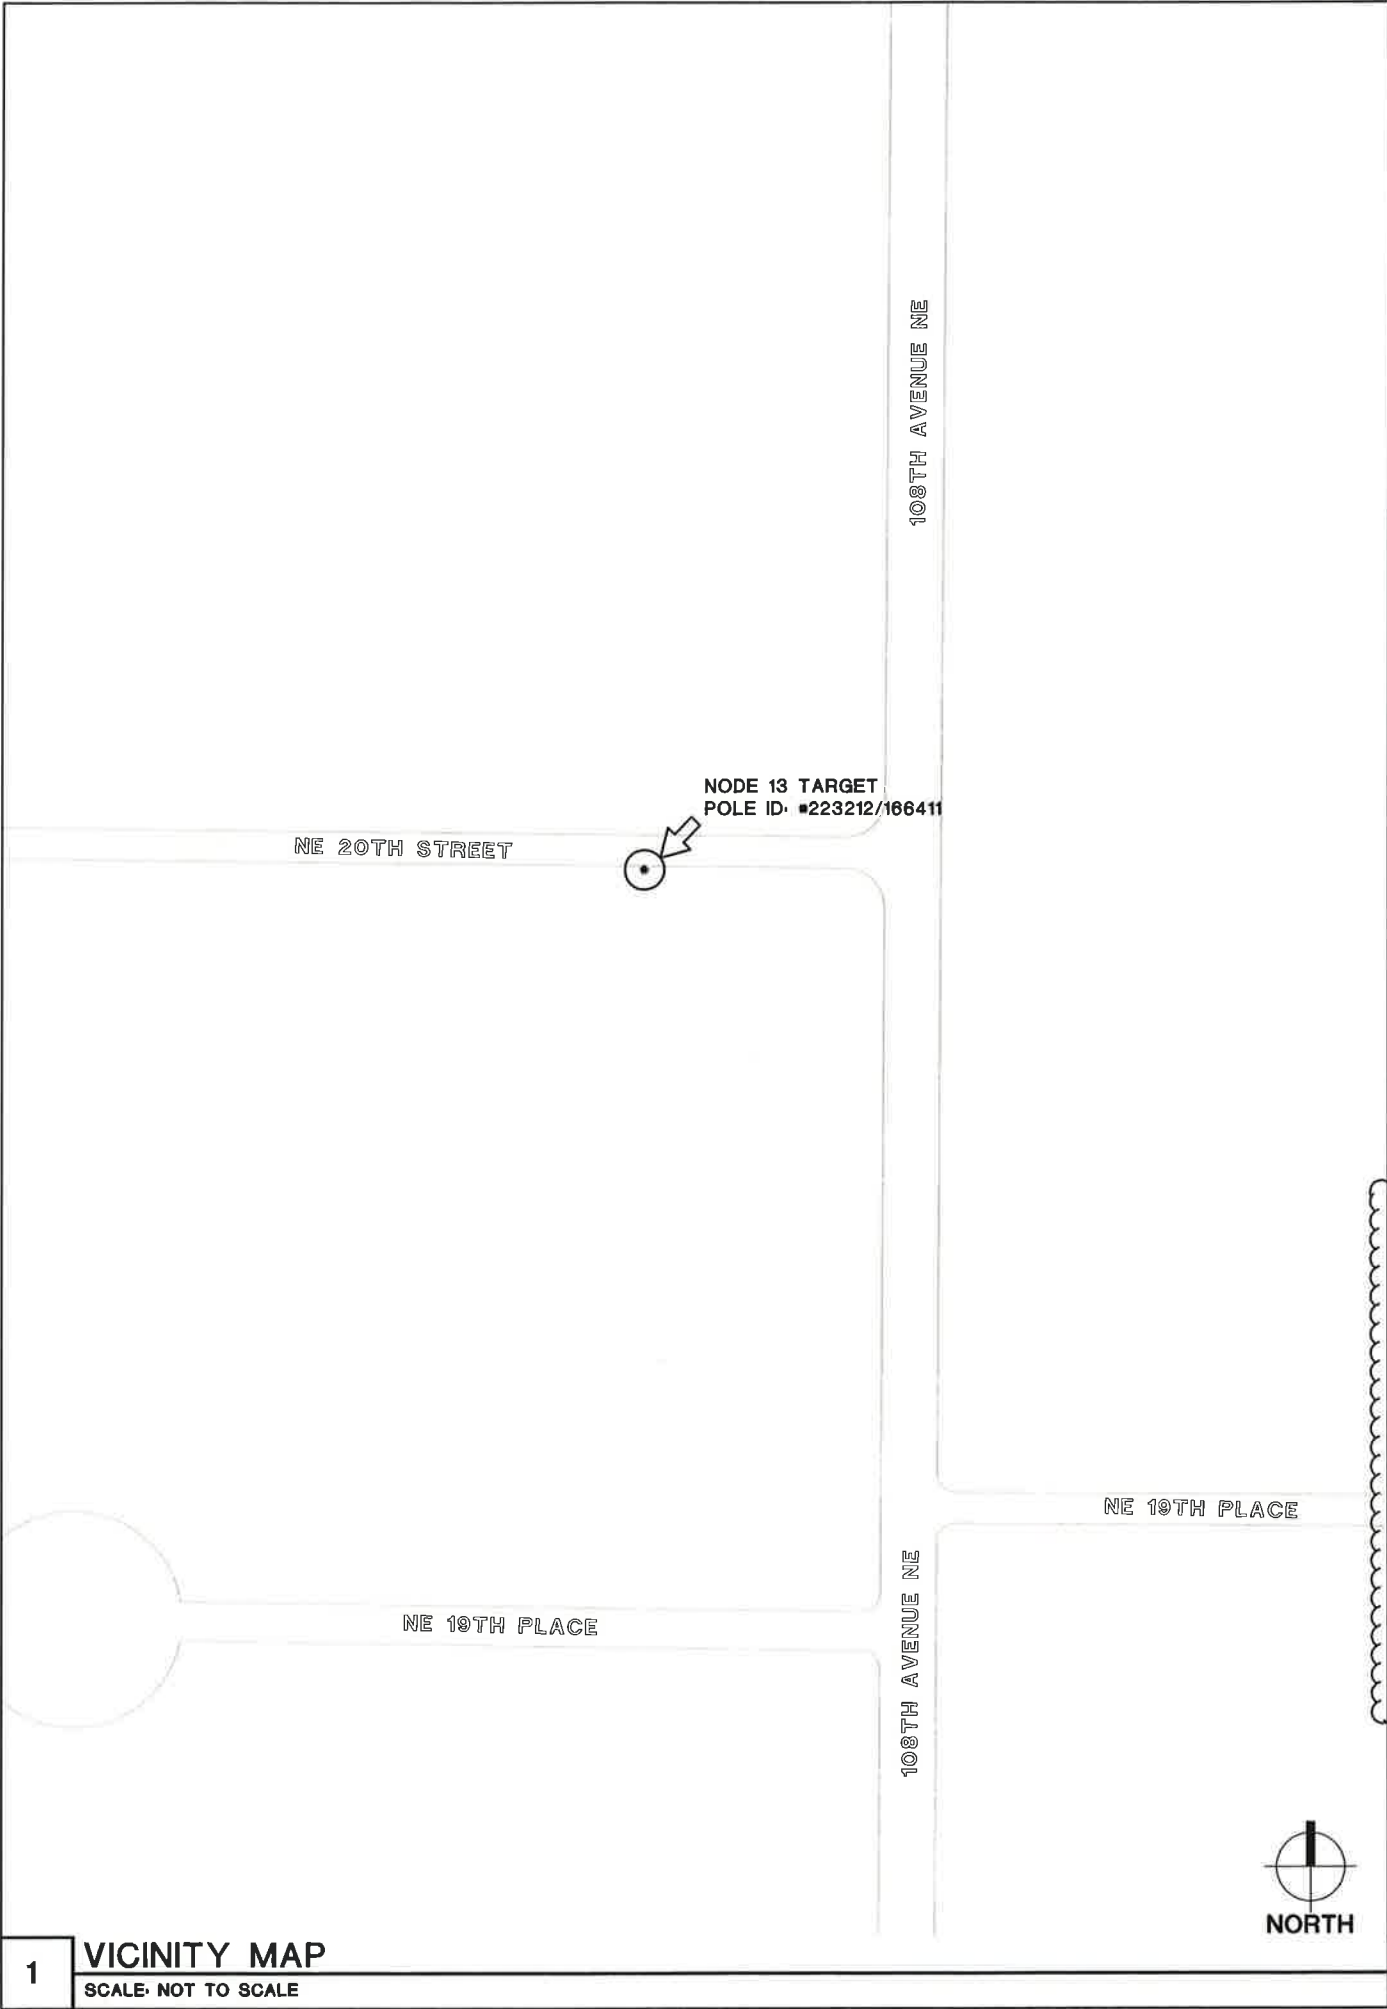 108TH AVENUE NE
NODE 13 TARGET
POLE ID: #223212/166411
NE 20TH STREET
NE 19TH PLACE
NE 19TH PLACE
108TH AVENUE NE
NORTH
1
VICINITY MAP
SCALE: NOT TO SCALE